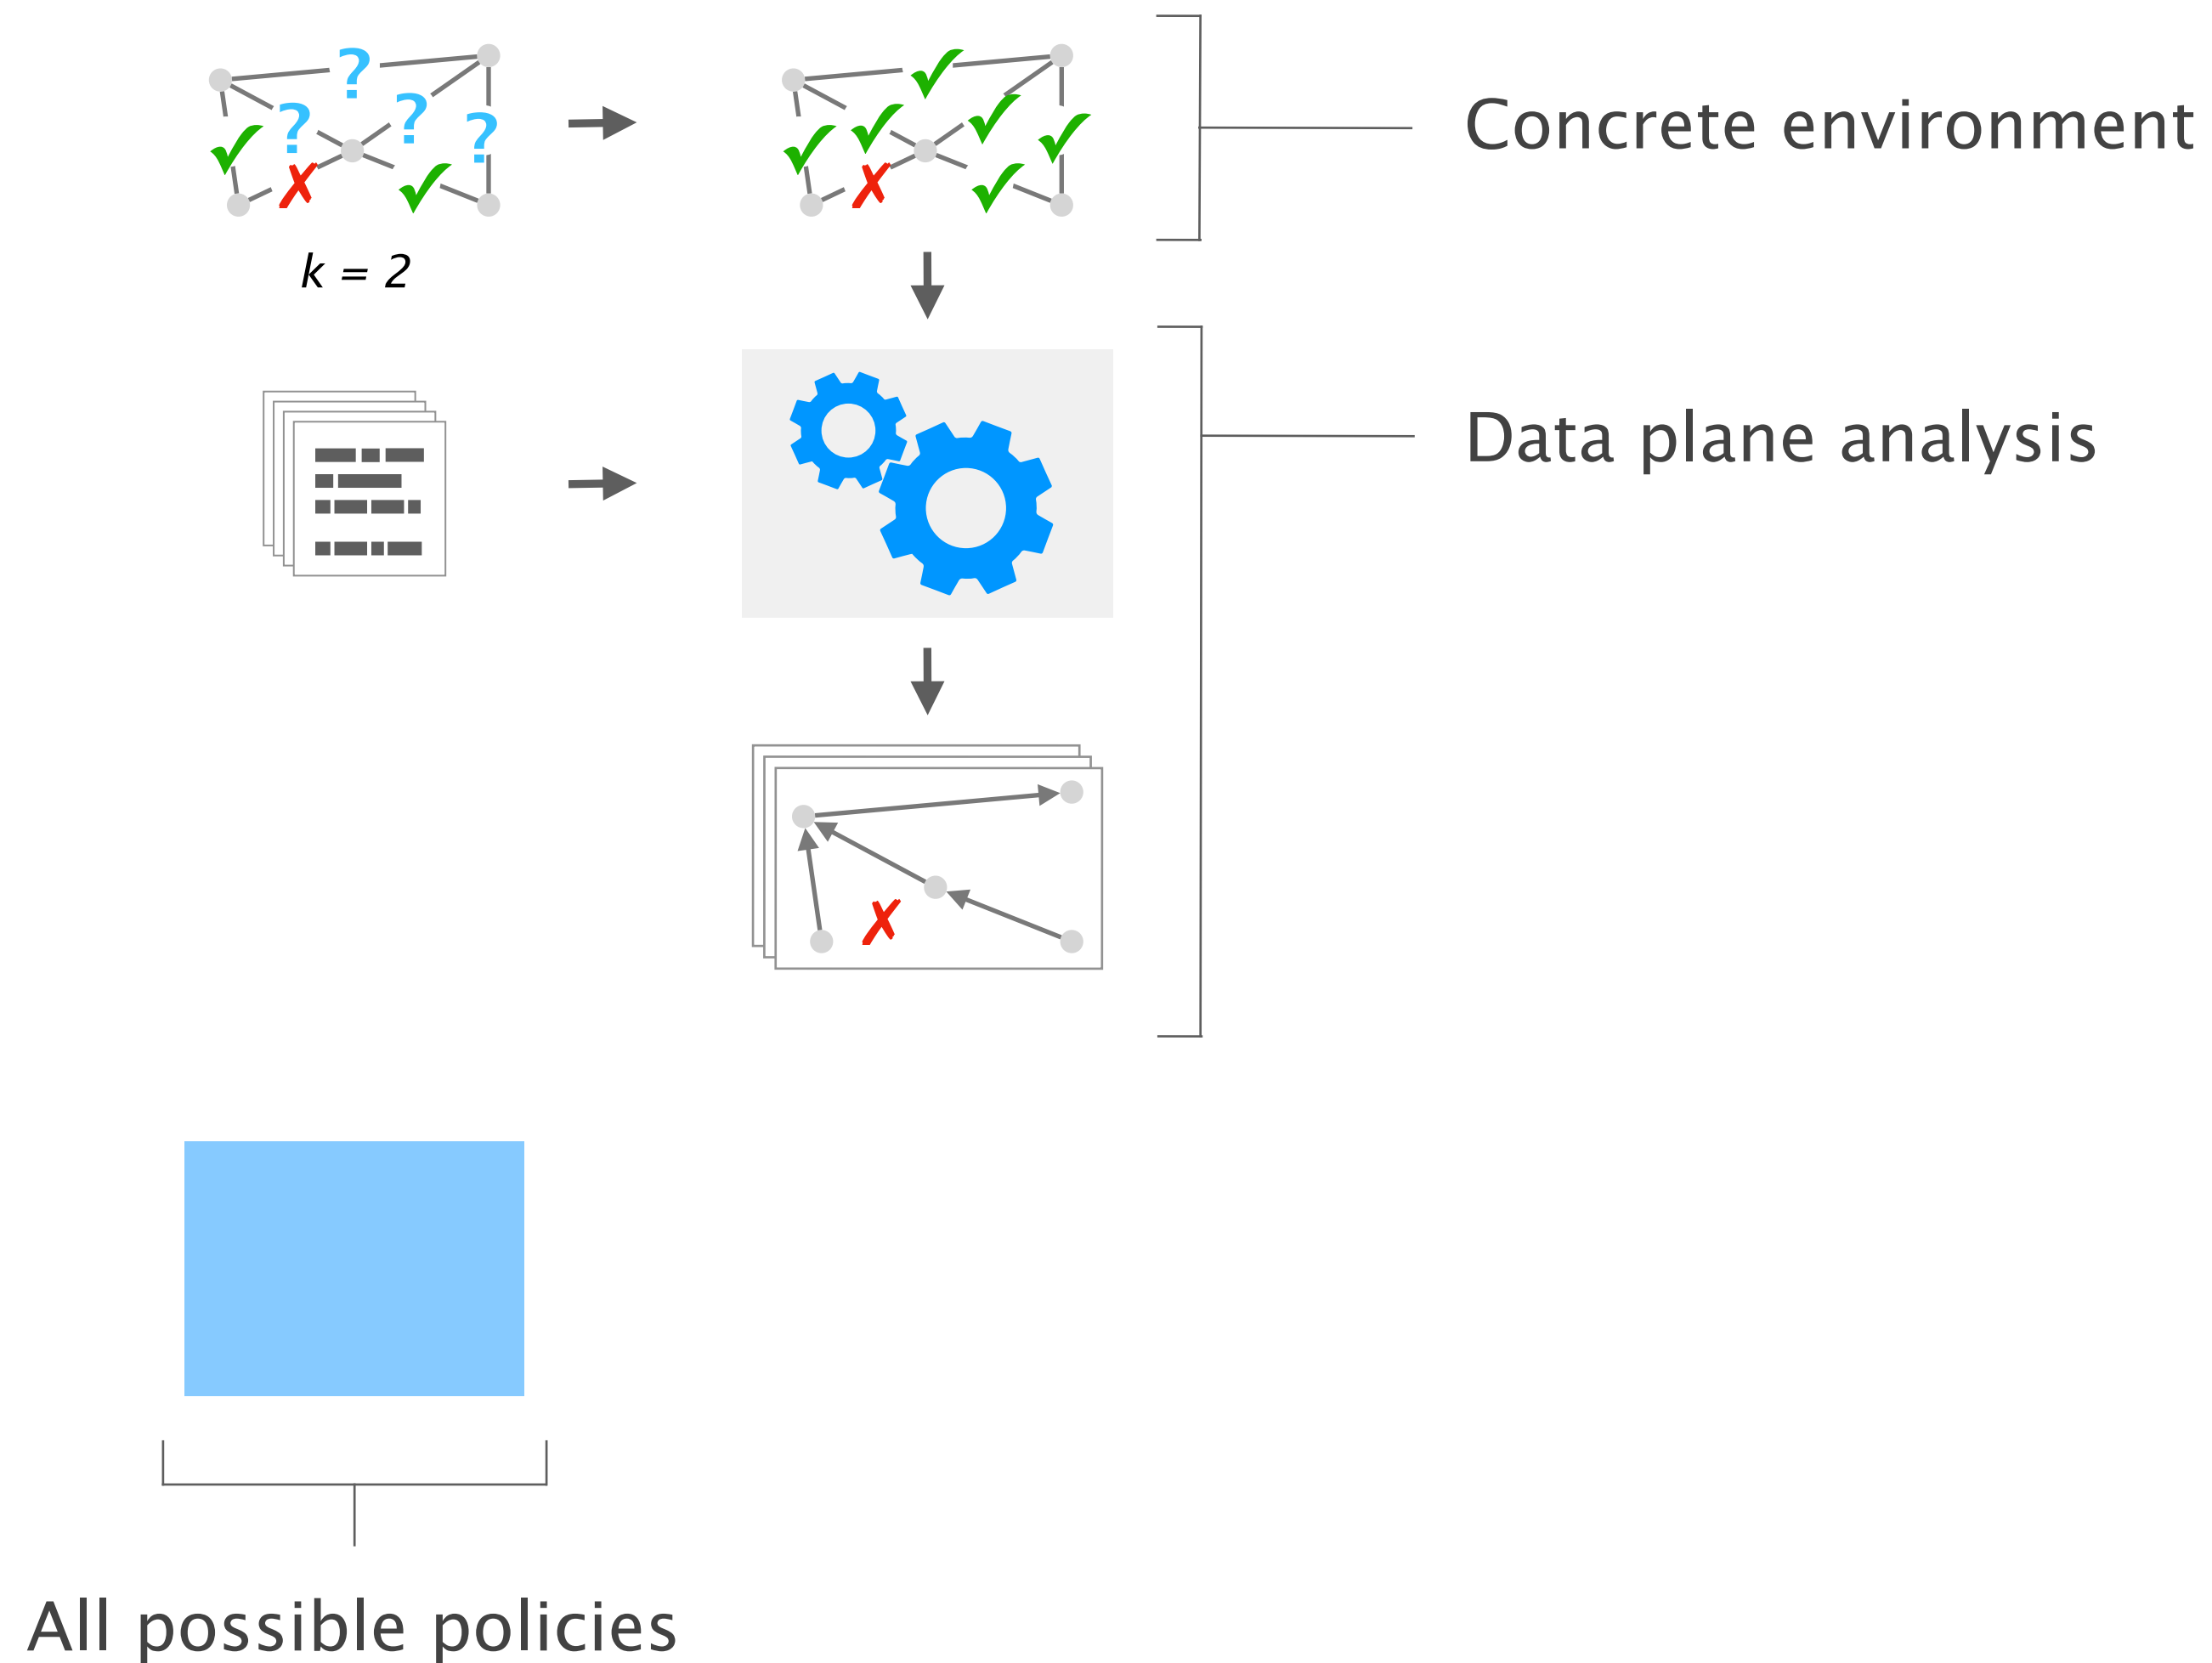 ? ? ? ?
Concrete environment
k = 2
Data plane analysis
All possible policies